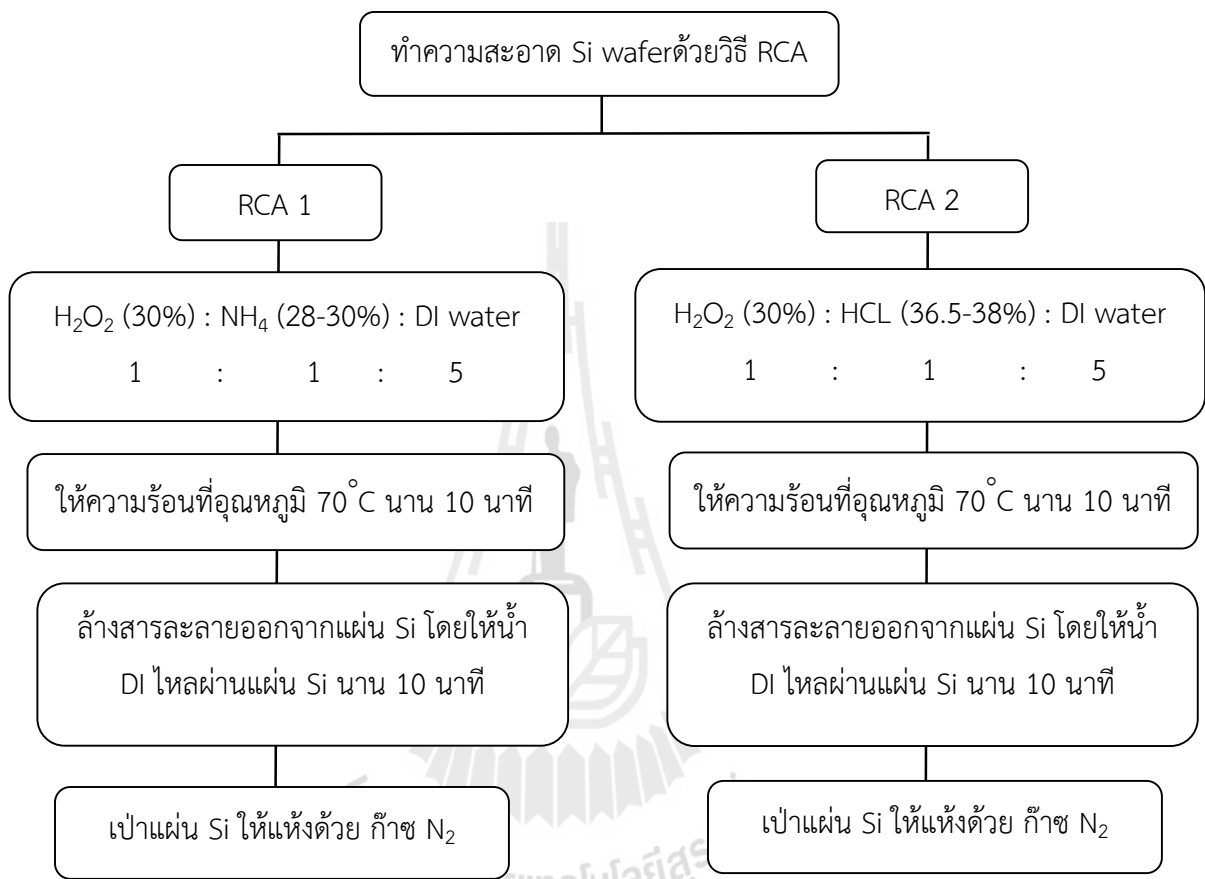 ทำความสะอาด Si waferด้วยวิธี RCA
RCA 1
H₂O₂ (30%) : NH₄ (28-30%) : DI water
1 : 1 : 5
ให้ความร้อนที่อุณหภูมิ 70°C นาน 10 นาที
ล้างสารละลายออกจากแผ่น Si โดยให้น้ำ
DI ไหลผ่านแผ่น Si นาน 10 นาที
เป่าแผ่น Si ให้แห้งด้วย ก๊าซ N₂
RCA 2
H₂O₂ (30%) : HCL (36.5-38%) : DI water
1 : 1 : 5
ให้ความร้อนที่อุณหภูมิ 70°C นาน 10 นาที
ล้างสารละลายออกจากแผ่น Si โดยให้น้ำ
DI ไหลผ่านแผ่น Si นาน 10 นาที
เป่าแผ่น Si ให้แห้งด้วย ก๊าซ N₂